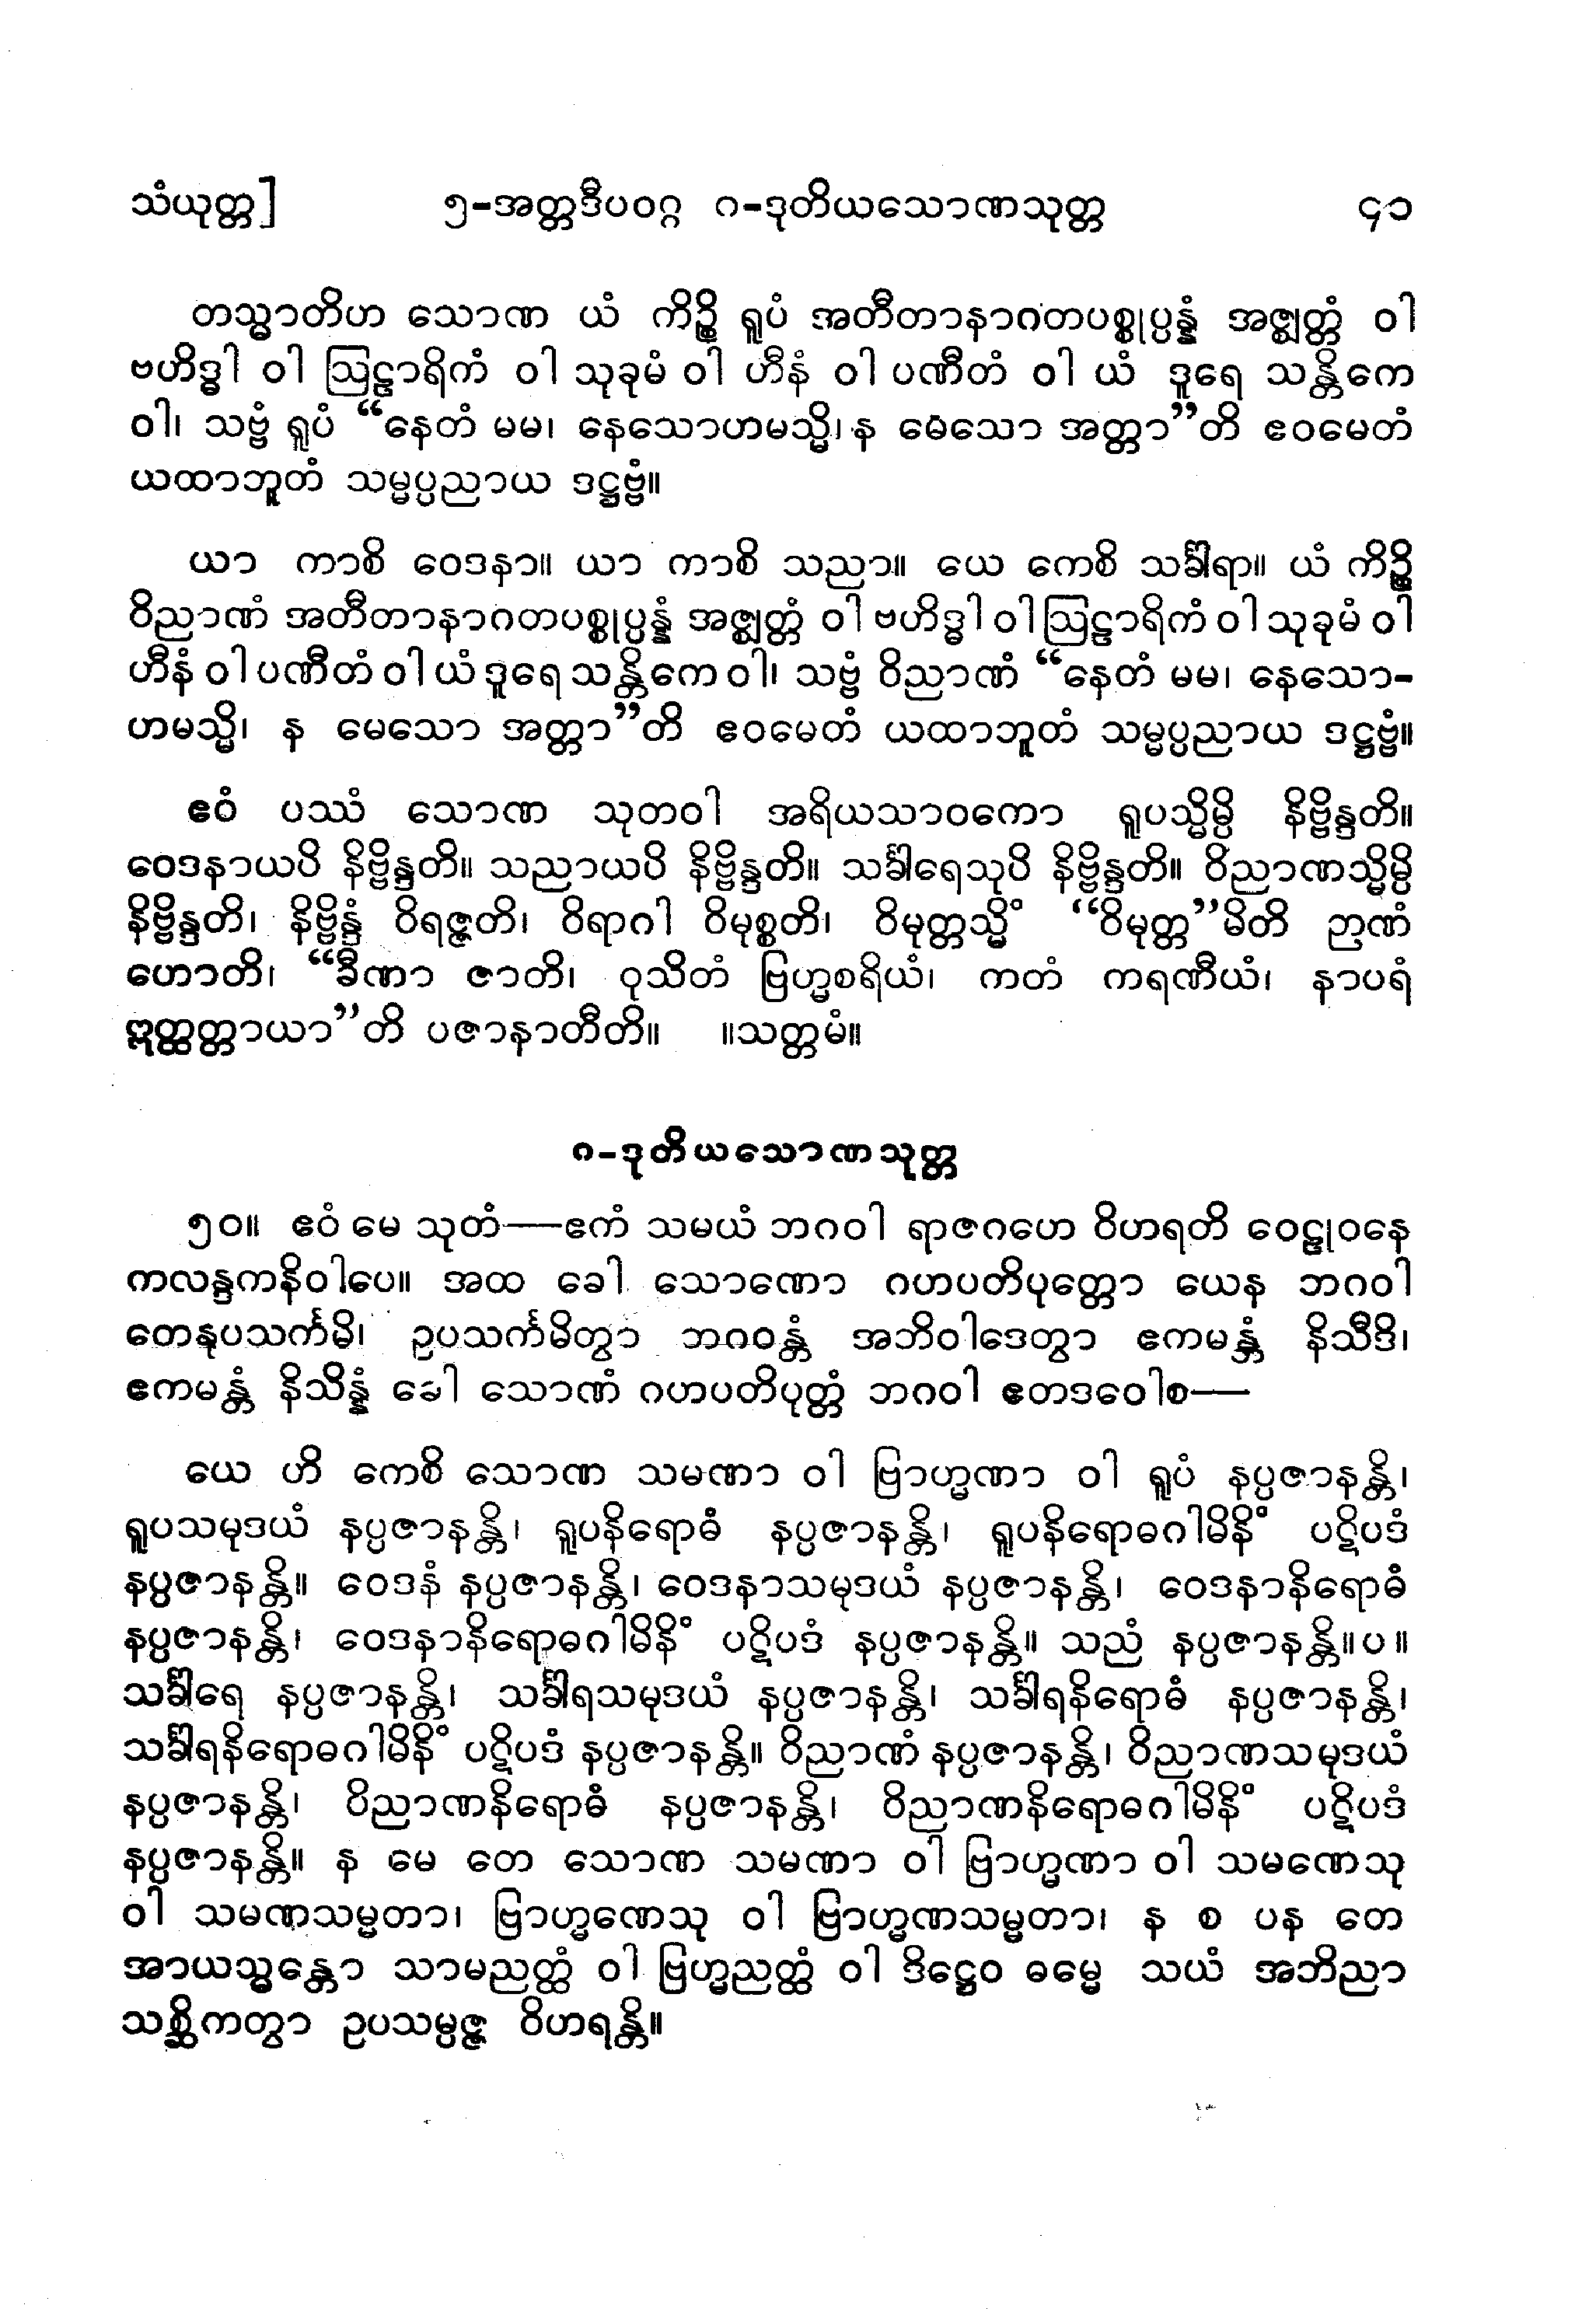 သံယုတ္တ] ၅-အတ္တဒီပဝဂ္ဂ ဂ-ဒုတိယသောဏသုတ္တ ၄၁
တသ္မာတိဟ သောဏ ယံ ကိဉ္စိ ရူပံ အတီတာနာဂတပစ္စုပ္ပန္နံ အဇ္ဈတ္တံ ဝါ
ဗဟိဒ္ဓါ ဝါ ဩဠာရိကံ ဝါ သုခုမံ ဝါ ဟီနံ ဝါ ပဏီတံ ဝါ ယံ ဒူရေ သန္တိကေ
ဝါ၊ သဗ္ဗံ ရူပံ “နေတံ မမ၊ နေသောဟမသ္မိ၊ န မေသော အတ္တာ”တိ ဧဝမေတံ
ယထာဘူတံ သမ္မပ္ပညာယ ဒဋ္ဌဗ္ဗံ။
ယာ ကာစိ ဝေဒနာ။ ယာ ကာစိ သညာ။ ယေ ကေစိ သင်္ခါရာ။ ယံ ကိဉ္စိ
ဝိညာဏံ အတီတာနာဂတပစ္စုပ္ပန္နံ အဇ္ဈတ္တံ ဝါ ဗဟိဒ္ဓါ ဝါ ဩဠာရိကံ ဝါ သုခုမံ ဝါ
ဟီနံ ဝါ ပဏီတံ ဝါ ယံ ဒူရေ သန္တိကေ ဝါ၊ သဗ္ဗံ ဝိညာဏံ “နေတံ မမ၊ နေသော-
ဟမသ္မိ၊ န မေသော အတ္တာ”တိ ဧဝမေတံ ယထာဘူတံ သမ္မပ္ပညာယ ဒဋ္ဌဗ္ဗံ။
ဧဝံ ပဿံ သောဏ သုတဝါ အရိယသာဝကော ရူပသ္မိမ္ပိ နိဗ္ဗိန္ဒတိ။
ဝေဒနာယပိ နိဗ္ဗိန္ဒတိ။ သညာယပိ နိဗ္ဗိန္ဒတိ။ သင်္ခါရေသုပိ နိဗ္ဗိန္ဒတိ။ ဝိညာဏသ္မိမ္ပိ
နိဗ္ဗိန္ဒတိ၊ နိဗ္ဗိန္ဒံ ဝိရဇ္ဇတိ၊ ဝိရာဂါ ဝိမုစ္စတိ၊ ဝိမုတ္တသ္မိံ “ဝိမုတ္တ”မိတိ ဉာဏံ
ဟောတိ၊ “ခီဏာ ဇာတိ၊ ဝုသိတံ ဗြဟ္မစရိယံ၊ ကတံ ကရဏီယံ၊ နာပရံ
ဣတ္ထတ္တာယာ”တိ ပဇာနာတီတိ။ ။သတ္တမံ။
ဂ-ဒုတိယသောဏသုတ္တ
၅၀။ ဧဝံ မေ သုတံ—ဧကံ သမယံ ဘဂဝါ ရာဇဂဟေ ဝိဟရတိ ဝေဠုဝနေ
ကလန္ဒကနိဝါပေ။ အထ ခေါ သောဏော ဂဟပတိပုတ္တော ယေန ဘဂဝါ
တေနုပသင်္ကမိ၊ ဥပသင်္ကမိတွာ ဘဂဝန္တံ အဘိဝါဒေတွာ ဧကမန္တံ နိသီဒိ၊
ဧကမန္တံ နိသိန္နံ ခေါ သောဏံ ဂဟပတိပုတ္တံ ဘဂဝါ ဧတဒဝေါစ—
ယေ ဟိ ကေစိ သောဏ သမဏာ ဝါ ဗြာဟ္မဏာ ဝါ ရူပံ နပ္ပဇာနန္တိ၊
ရူပသမုဒယံ နပ္ပဇာနန္တိ၊ ရူပနိရောဓံ နပ္ပဇာနန္တိ၊ ရူပနိရောဓဂါမိနိံ ပဋိပဒံ
နပ္ပဇာနန္တိ။ ဝေဒနံ နပ္ပဇာနန္တိ၊ ဝေဒနာသမုဒယံ နပ္ပဇာနန္တိ၊ ဝေဒနာနိရောဓံ
နပ္ပဇာနန္တိ၊ ဝေဒနာနိရောဓဂါမိနိံ ပဋိပဒံ နပ္ပဇာနန္တိ။ သညံ နပ္ပဇာနန္တိ။ပ။
သင်္ခါရေ နပ္ပဇာနန္တိ၊ သင်္ခါရသမုဒယံ နပ္ပဇာနန္တိ၊ သင်္ခါရနိရောဓံ နပ္ပဇာနန္တိ၊
သင်္ခါရနိရောဓဂါမိနိံ ပဋိပဒံ နပ္ပဇာနန္တိ။ ဝိညာဏံ နပ္ပဇာနန္တိ၊ ဝိညာဏသမုဒယံ
နပ္ပဇာနန္တိ၊ ဝိညာဏနိရောဓံ နပ္ပဇာနန္တိ၊ ဝိညာဏနိရောဓဂါမိနိံ ပဋိပဒံ
နပ္ပဇာနန္တိ။ န မေ တေ သောဏ သမဏာ ဝါ ဗြာဟ္မဏာ ဝါ သမဏေသု
ဝါ သမဏသမ္မတာ၊ ဗြာဟ္မဏေသု ဝါ ဗြာဟ္မဏသမ္မတာ၊ န စ ပန တေ
အာယသ္မန္တော သာမညတ္ထံ ဝါ ဗြဟ္မညတ္ထံ ဝါ ဒိဋ္ဌေဝ ဓမ္မေ သယံ အဘိညာ
သစ္ဆိကတွာ ဥပသမ္ပဇ္ဇ ဝိဟရန္တိ။